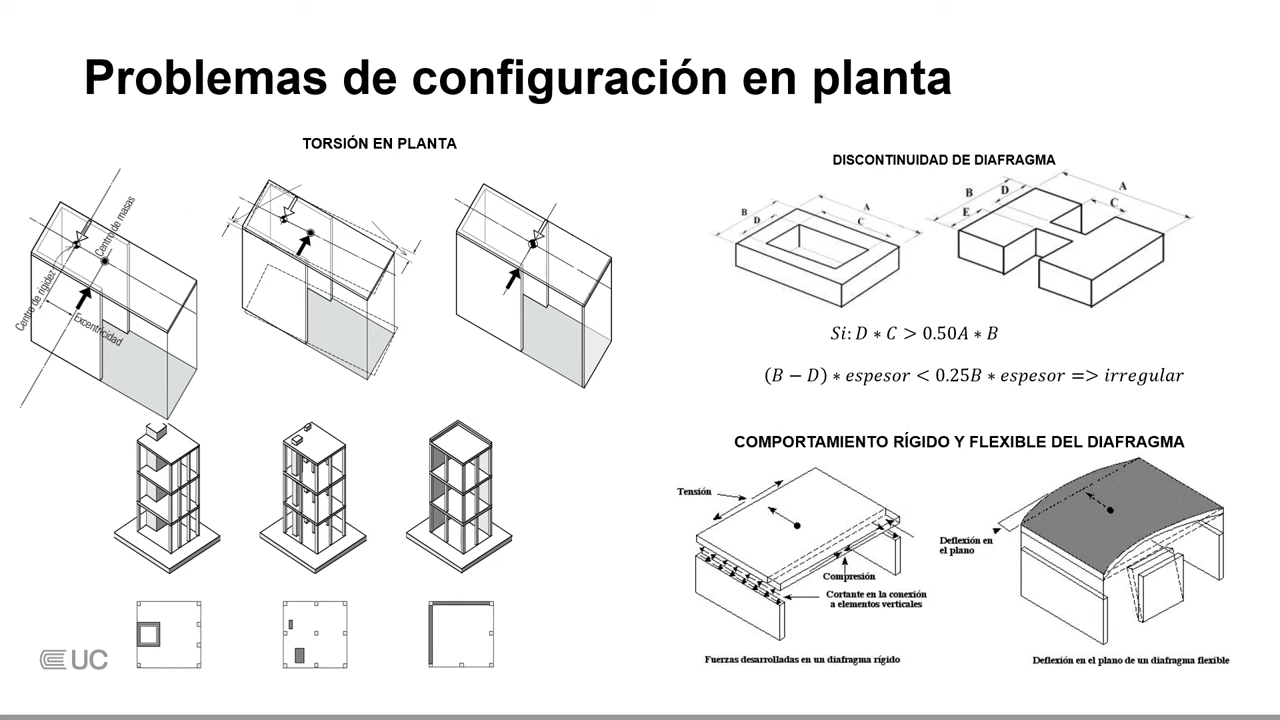 Problemas de configuración en planta
TORSIÓN EN PLANTA
Centro de masas
Centro de rigidez
Excentricidad
DISCONTINUIDAD DE DIAFRAGMA
B
D
A
C
B
D
A
C
E
Si: D ∗ C > 0.50A ∗ B
(B − D) ∗ espesor < 0.25B ∗ espesor => irregular
COMPORTAMIENTO RÍGIDO Y FLEXIBLE DEL DIAFRAGMA
Tensión
Compresión
Cortante en la conexión
a elementos verticales
Fuerzas desarrolladas en un diafragma rígido
Deflexión en
el plano
Deflexión en el plano de un diafragma flexible
UC